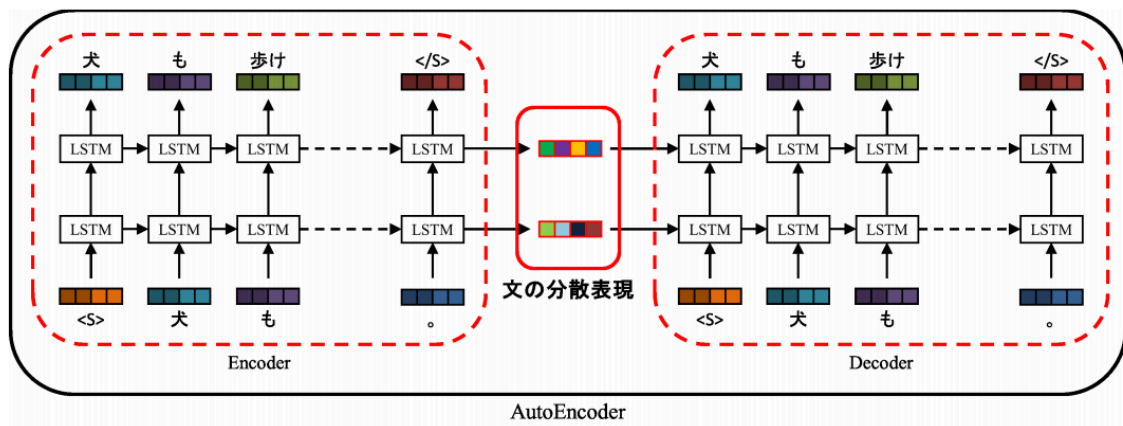 犬 も 歩け </S> 犬 も 歩け </S>
LSTM LSTM LSTM LSTM LSTM LSTM LSTM LSTM
LSTM LSTM LSTM LSTM LSTM LSTM LSTM LSTM
文の分散表現
<S> 犬 も 。 <S> 犬 も 。
Encoder Decoder
AutoEncoder